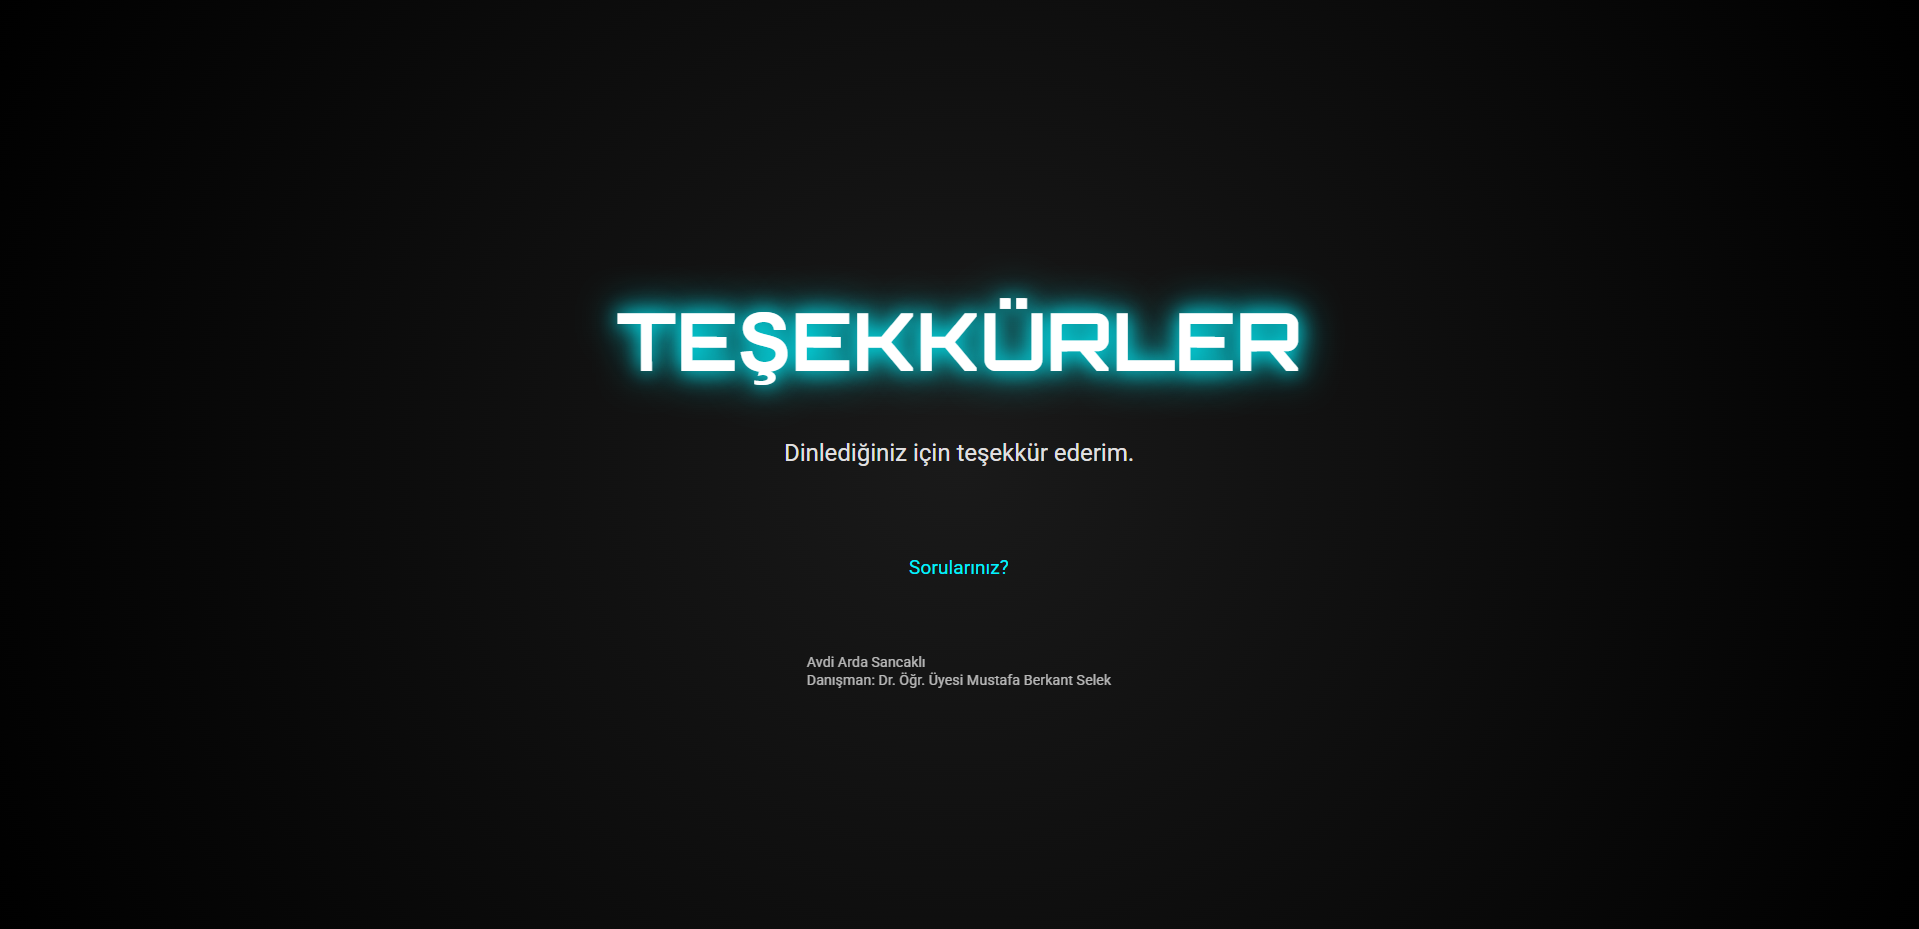 TEŞEKKÜRLER
Dinlediğiniz için teşekkür ederim.
Sorularınız?
Avdi Arda Sancaklı
Danışman: Dr. Öğr. Üyesi Mustafa Berkant Selek